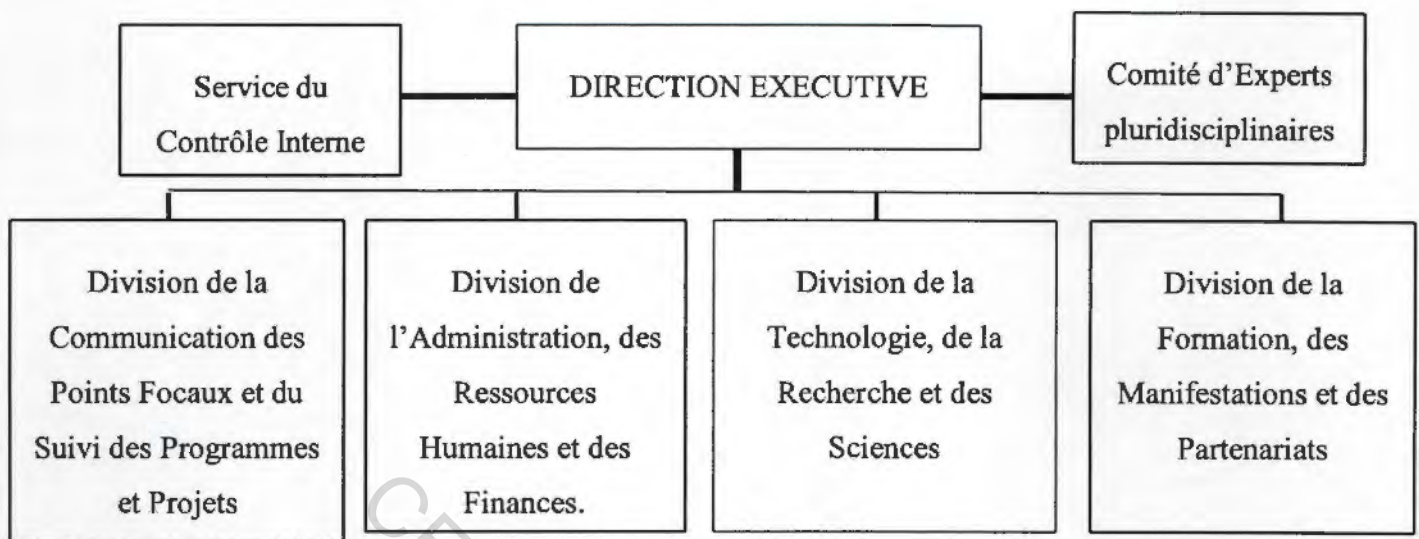 Service du
Contrôle Interne
DIRECTION EXECUTIVE
Comité d'Experts
pluridisciplinaires
Division de la
Communication des
Points Focaux et du
Suivi des Programmes
et Projets
Division de
l'Administration, des
Ressources
Humaines et des
Finances.
Division de la
Technologie, de la
Recherche et des
Sciences
Division de la
Formation, des
Manifestations et des
Partenariats